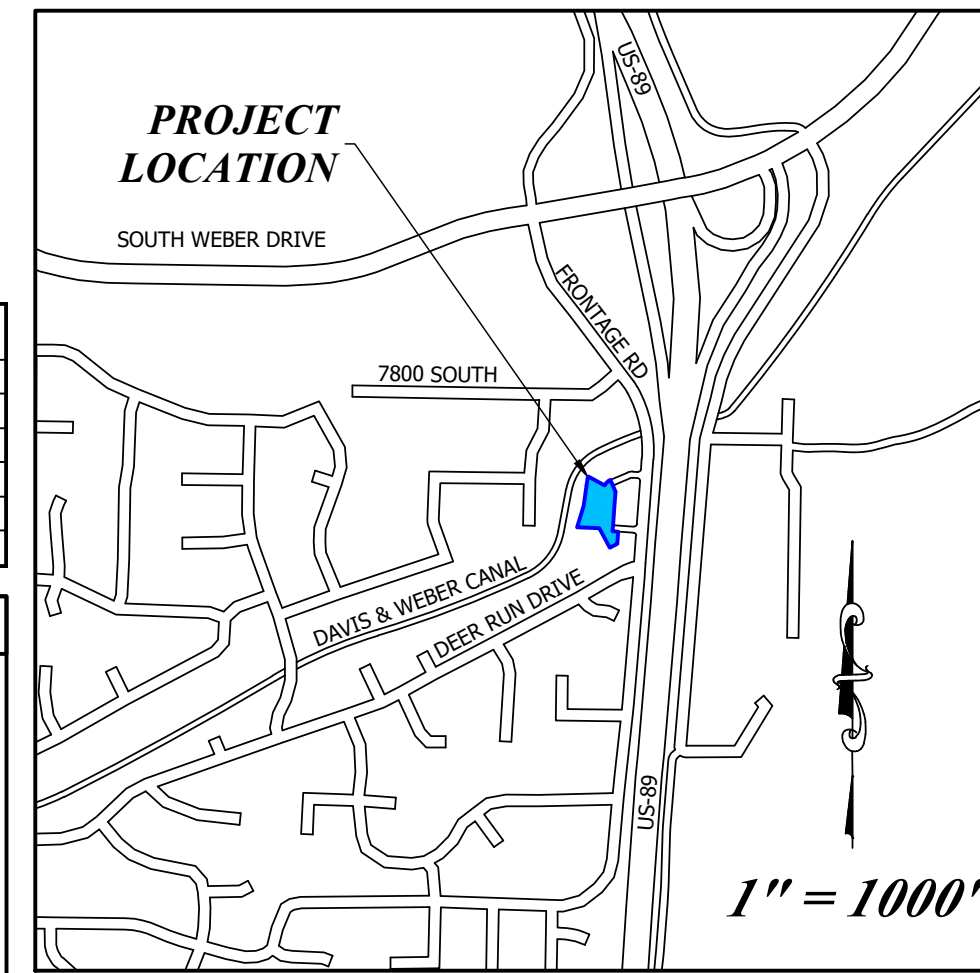 US-89
PROJECT
LOCATION
SOUTH WEBER DRIVE
FRONTAGE RD
7800 SOUTH
DAVIS & WEBER CANAL
DEER RUN DRIVE
US-89
1" = 1000'